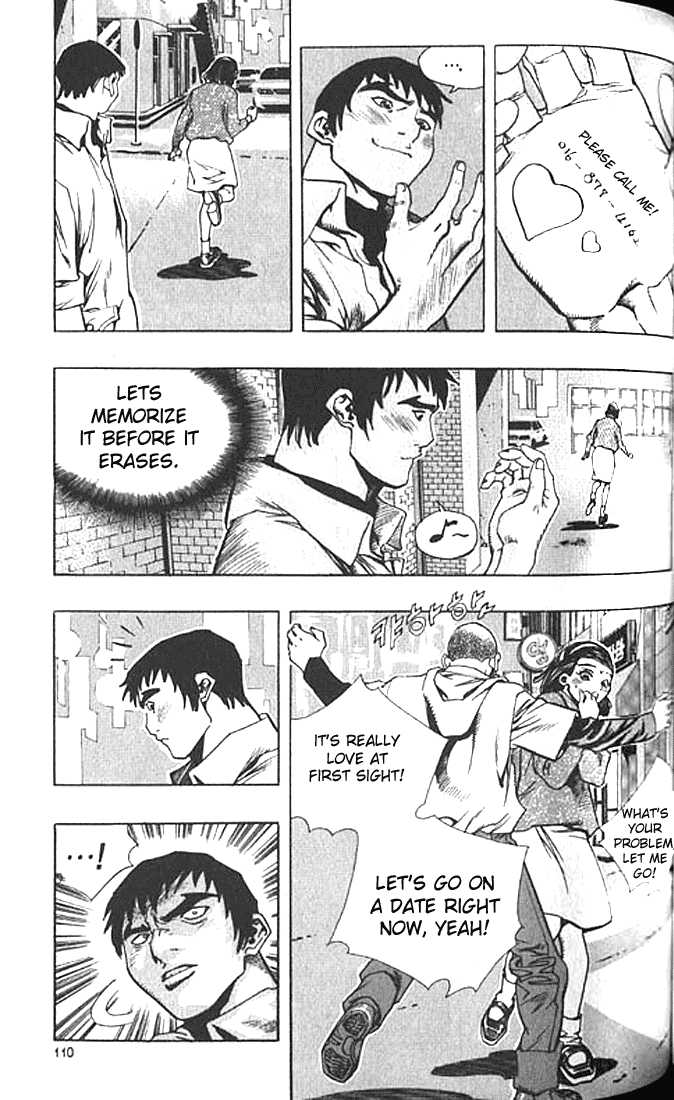 ...
PLEASE CALL ME!
016-878-4162
LETS
MEMORIZE
IT BEFORE IT
ERASES.
IT'S REALLY
LOVE AT
FIRST SIGHT!
LET'S GO ON
A DATE RIGHT
NOW, YEAH!
WHAT'S
YOUR
PROBLEM
LET ME
GO!
...!
110